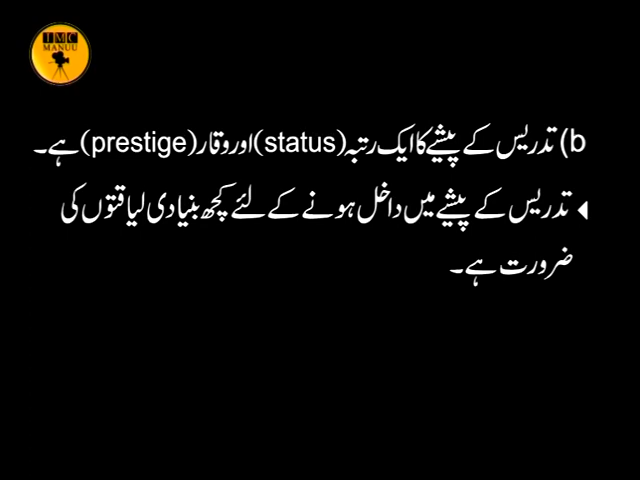 IMC
MANUU
b) تدریس کے پیشے کا ایک رتبہ (status) اور وقار (prestige) ہے۔
◀ تدریس کے پیشے میں داخل ہونے کے لئے کچھ بنیادی لیاقتوں کی
ضرورت ہے۔